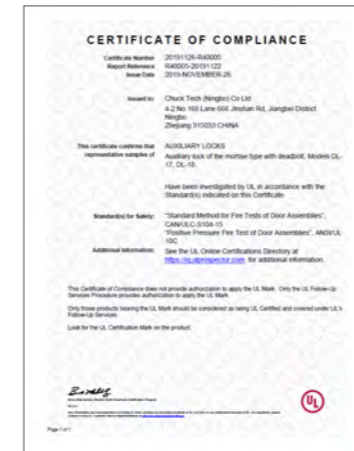 CERTIFICATE OF COMPLIANCE
Certificate Number 20191126-R40005
Report Reference R40005-20191122
Issue Date 2019-NOVEMBER-26
Issued to: Chuck Tech (Ningbo) Co Ltd
4-2 No.168 Lane 666 Jinshan Rd, Jiangbei District
Ningbo
Zhejiang 315033 CHINA
This certificate confirms that AUXILIARY LOCKS
representative samples of Auxiliary lock of the mortise type with deadbolt, Models DL-
17, DL-18.
Have been investigated by UL in accordance with the
Standard(s) indicated on this Certificate.
Standard(s) for Safety: "Standard Method for Fire Tests of Door Assemblies",
CAN/ULC-S104-15
"Positive Pressure Fire Test of Door Assemblies", ANSI/UL
10C
Additional Information: See the UL Online Certifications Directory at
https://iq.ulprospector.com for additional information.
This Certificate of Compliance does not provide authorization to apply the UL Mark. Only the UL Follow-Up
Services Procedure provides authorization to apply the UL Mark.
Only those products bearing the UL Mark should be considered as being UL Certified and covered under UL's
Follow-Up Services.
Look for the UL Certification Mark on the product.
UL
Page 1 of 1